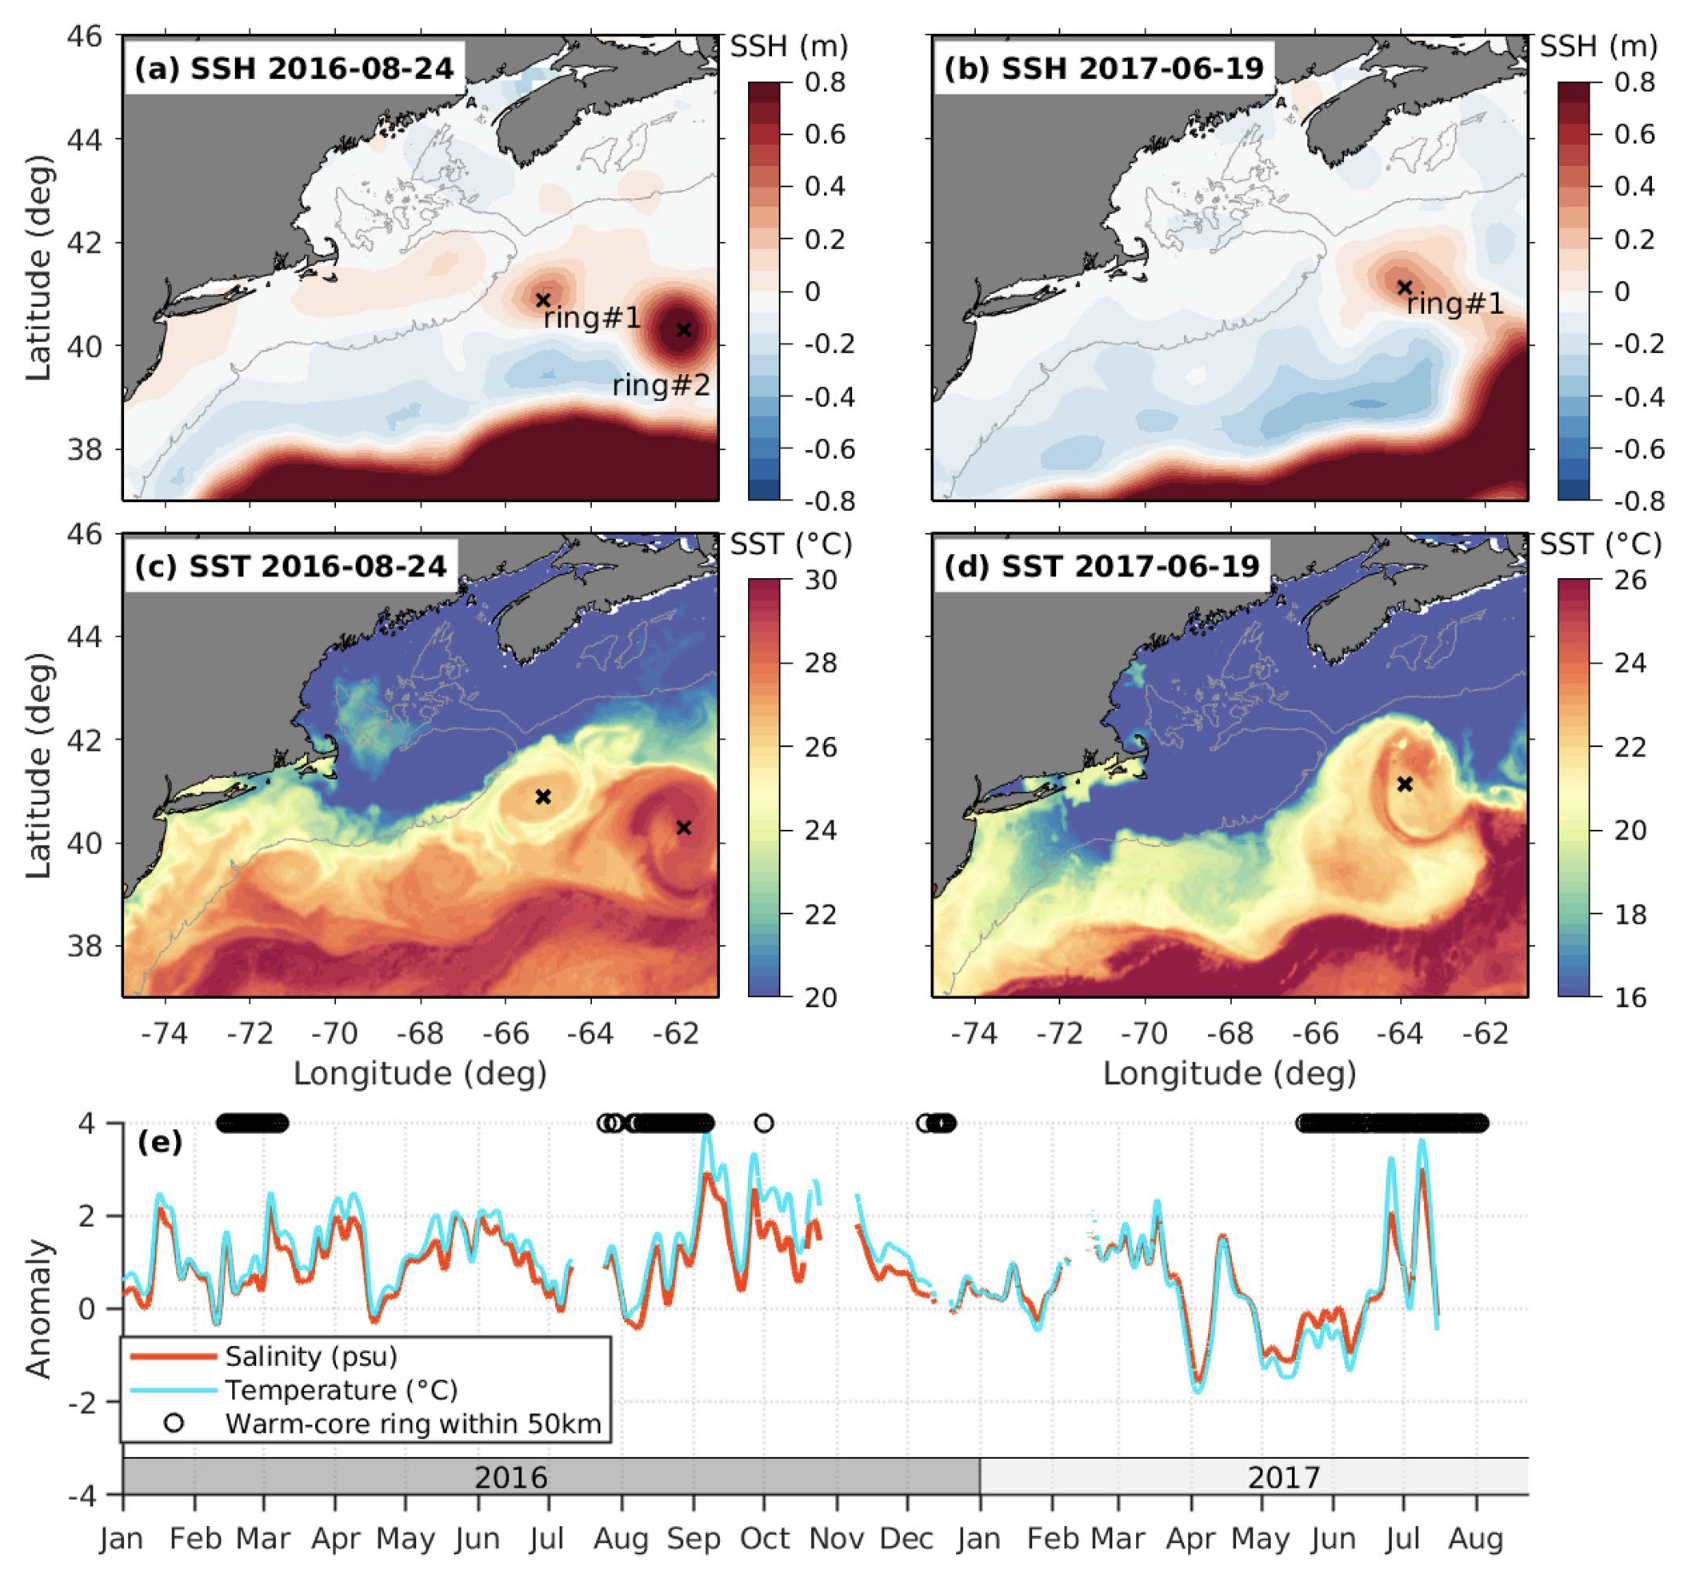 (a) SSH 2016-08-24
SSH (m)
(b) SSH 2017-06-19
SSH (m)
46
44
42
40
38
Latitude (deg)
ring#1
ring#2
0.8
0.6
0.4
0.2
0
-0.2
-0.4
-0.6
-0.8
ring#1
0.8
0.6
0.4
0.2
0
-0.2
-0.4
-0.6
-0.8
(c) SST 2016-08-24
SST (°C)
(d) SST 2017-06-19
SST (°C)
46
44
42
40
38
Latitude (deg)
30
28
26
24
22
20
26
24
22
20
18
16
-74 -72 -70 -68 -66 -64 -62
Longitude (deg)
-74 -72 -70 -68 -66 -64 -62
Longitude (deg)
(e)
4
2
0
-2
-4
Anomaly
Salinity (psu)
Temperature (°C)
Warm-core ring within 50km
2016
2017
Jan Feb Mar Apr May Jun Jul Aug Sep Oct Nov Dec Jan Feb Mar Apr May Jun Jul Aug